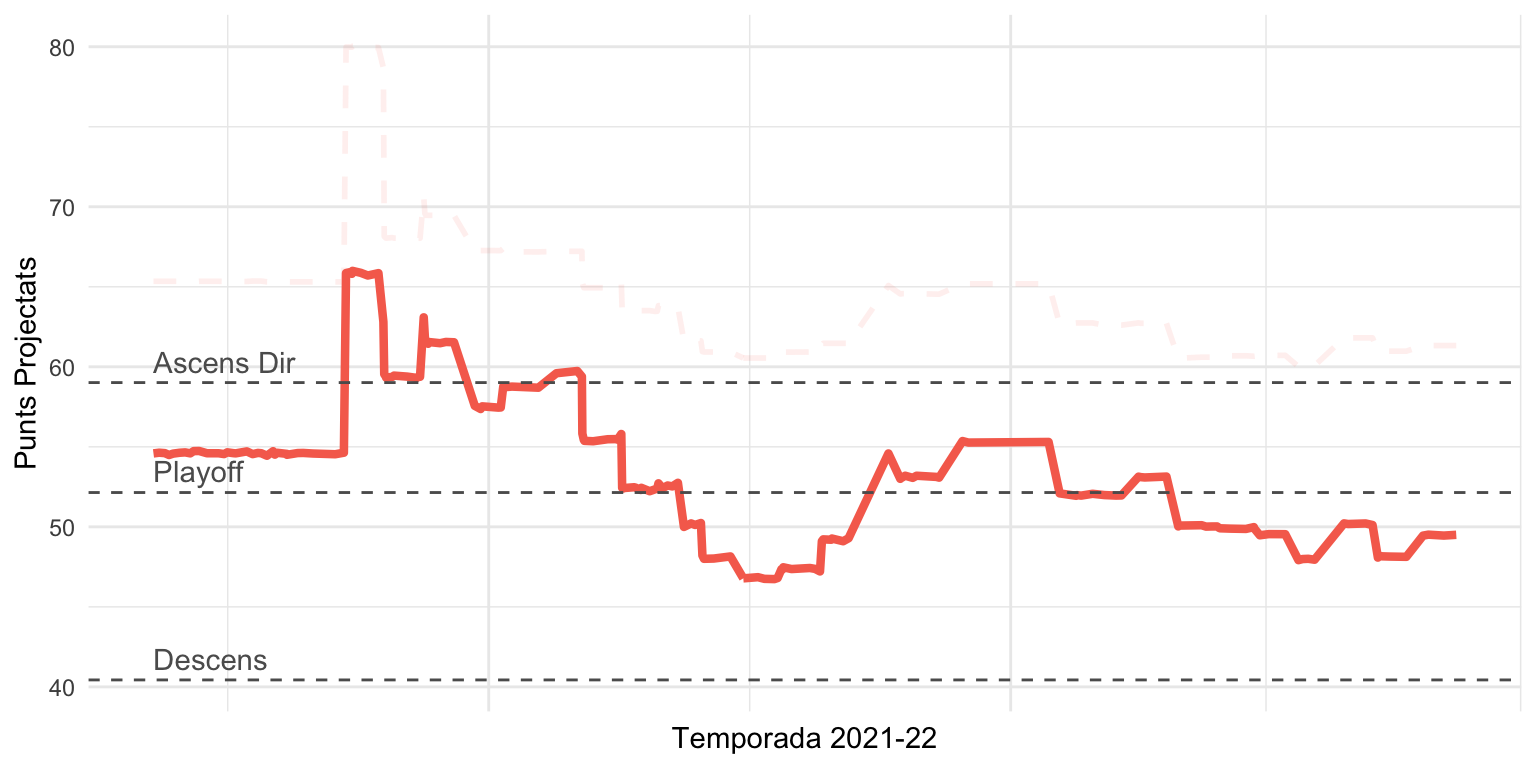 80
70
60
50
40
Punts Projectats
Ascens Dir
Playoff
Descens
Temporada 2021-22